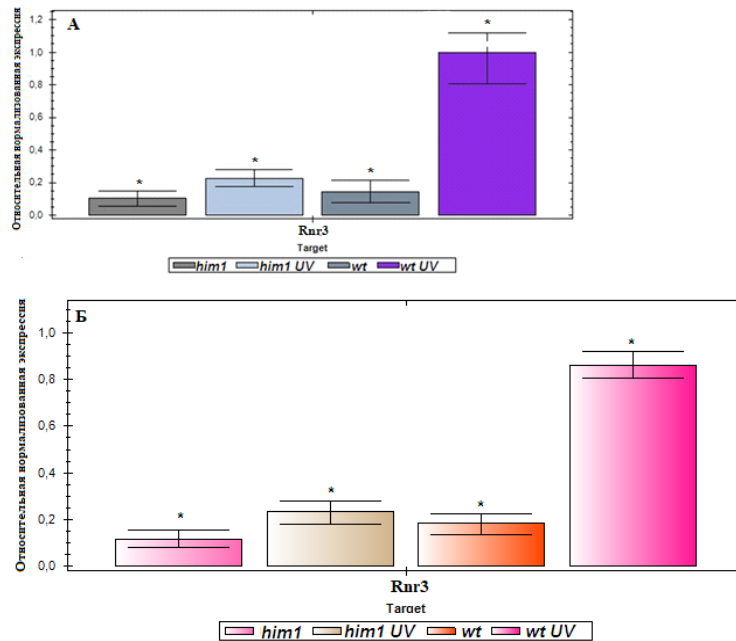 А
Относительная нормализованная экспрессия
1,2
1,0
0,8
0,6
0,4
0,2
0,0
*
*
*
*
Rnr3
Target
him1 him1 UV wt wt UV
Б
Относительная нормализованная экспрессия
1,0
0,8
0,6
0,4
0,2
0,0
*
*
*
*
Rnr3
Target
him1 him1 UV wt wt UV